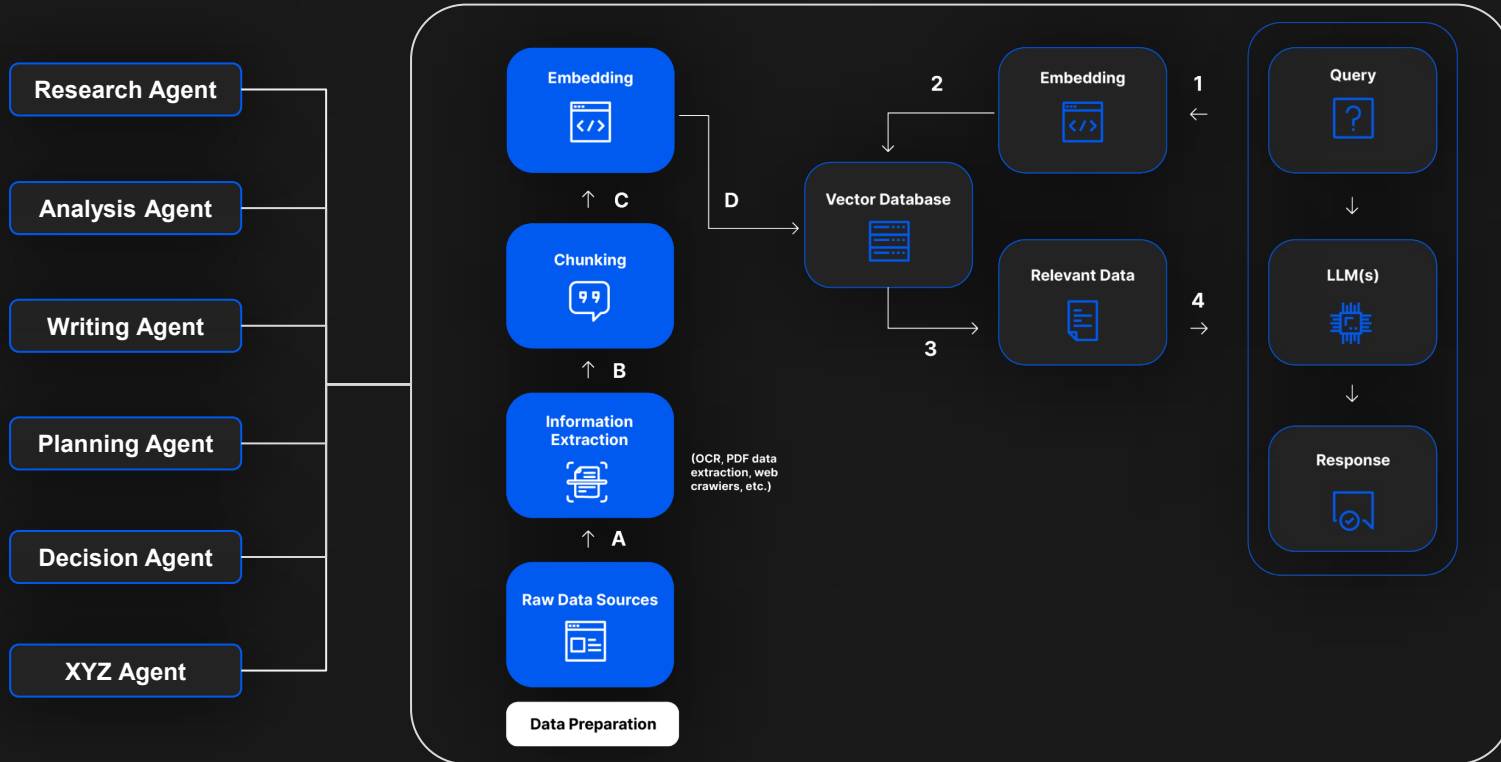 Research Agent
Analysis Agent
Writing Agent
Planning Agent
Decision Agent
XYZ Agent
Embedding
C
D
Chunking
B
Information
Extraction
(OCR, PDF data
extraction, web
crawiers, etc.)
A
Raw Data Sources
Data Preparation
2
Embedding
1
Vector Database
Relevant Data
3
4
Query
?
LLM(s)
Response